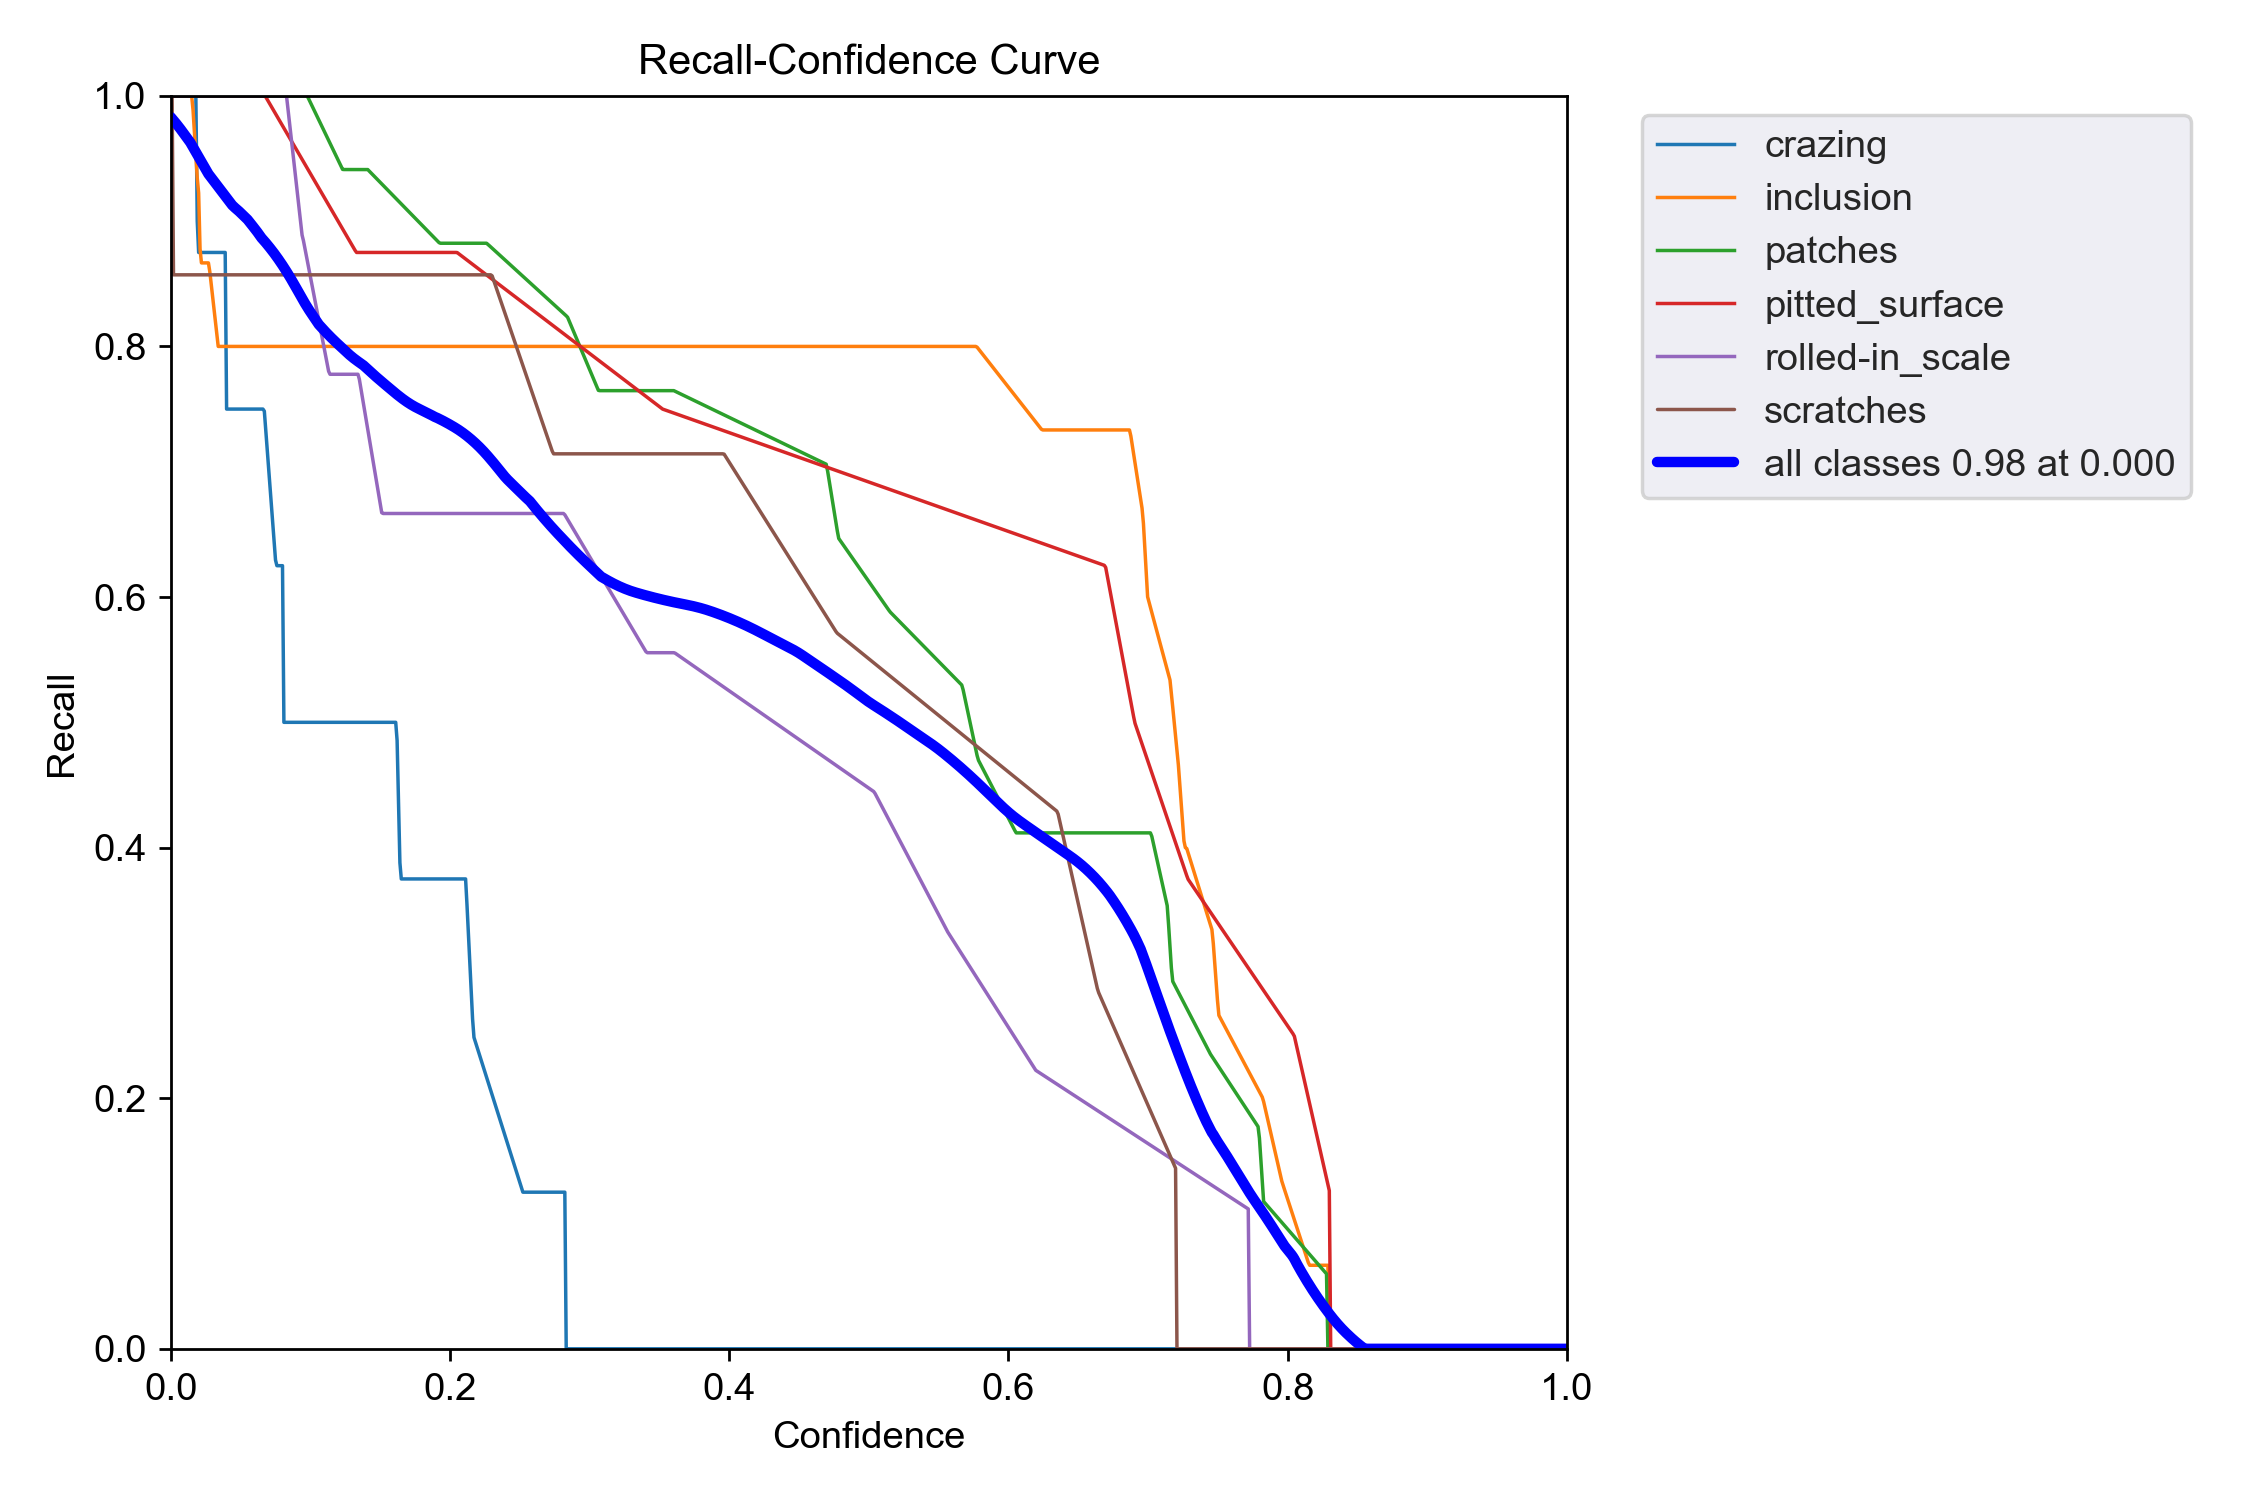 Recall-Confidence Curve
1.0
0.8
0.6
0.4
0.2
0.0
Recall
0.0 0.2 0.4 0.6 0.8 1.0
Confidence
crazing
inclusion
patches
pitted_surface
rolled-in_scale
scratches
all classes 0.98 at 0.000